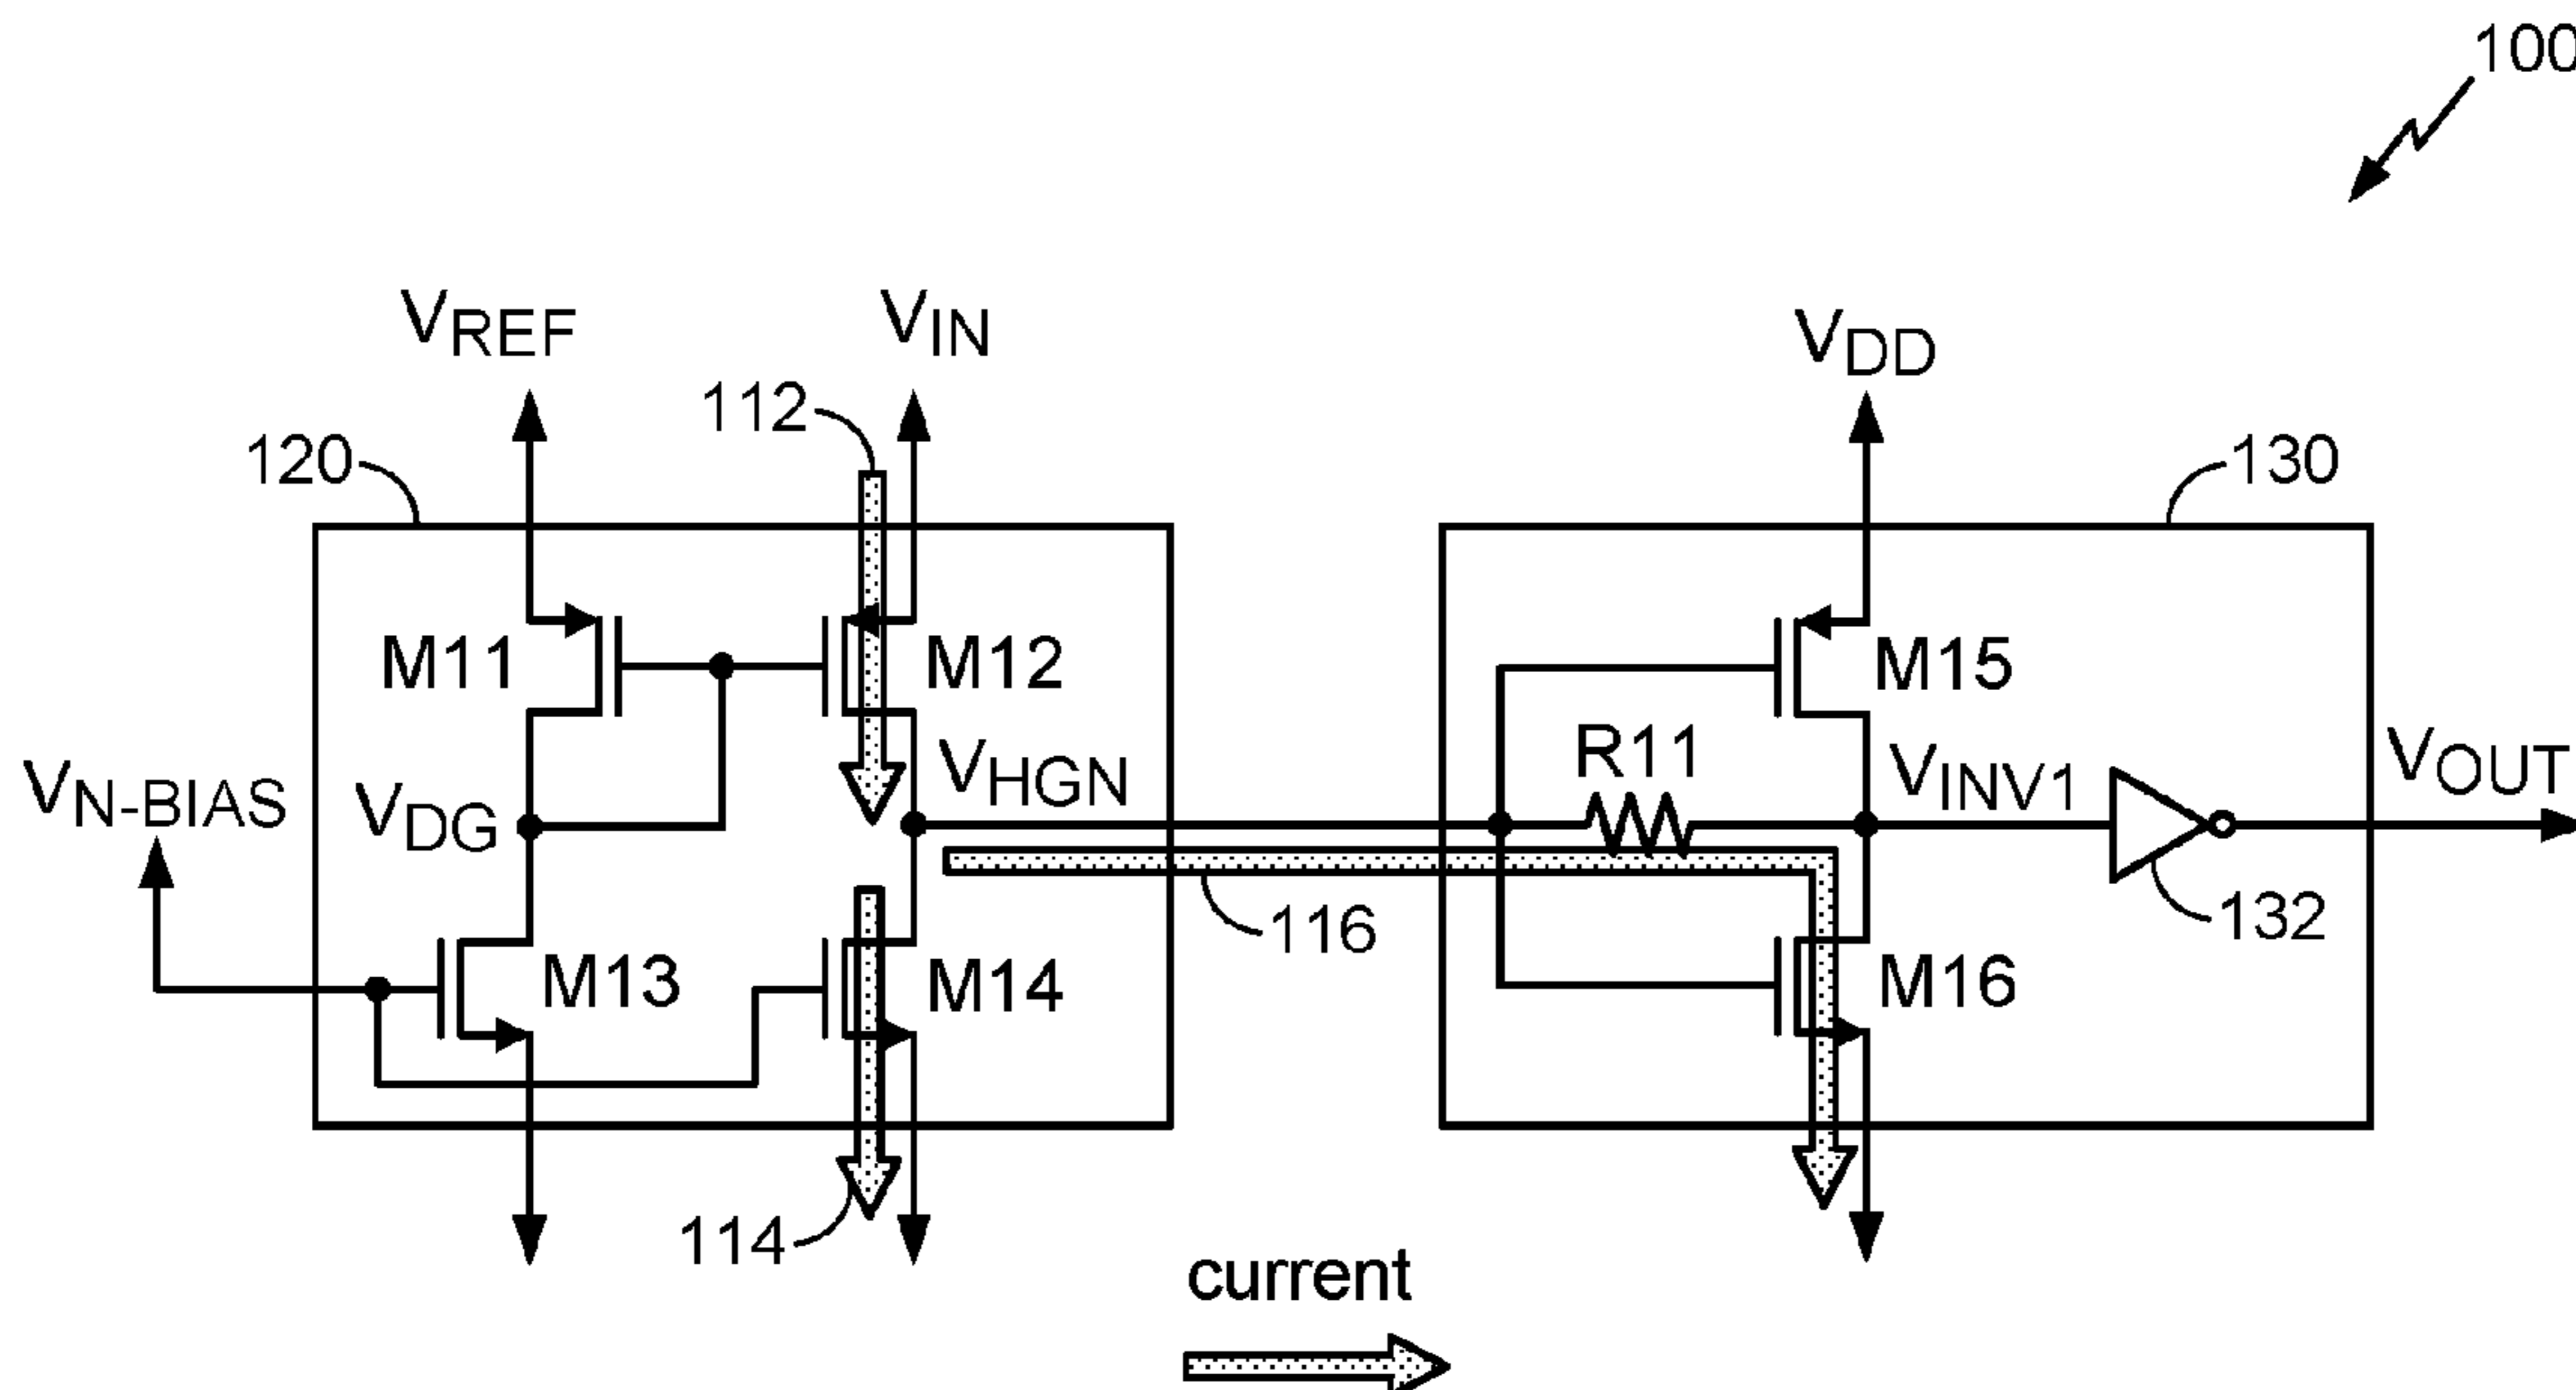 100
VREF
VIN
VDD
112
120
130
M11
M12
M15
R11
VN-BIAS
VDG
VHGN
VINV1
VOUT
M13
M14
116
M16
132
114
current